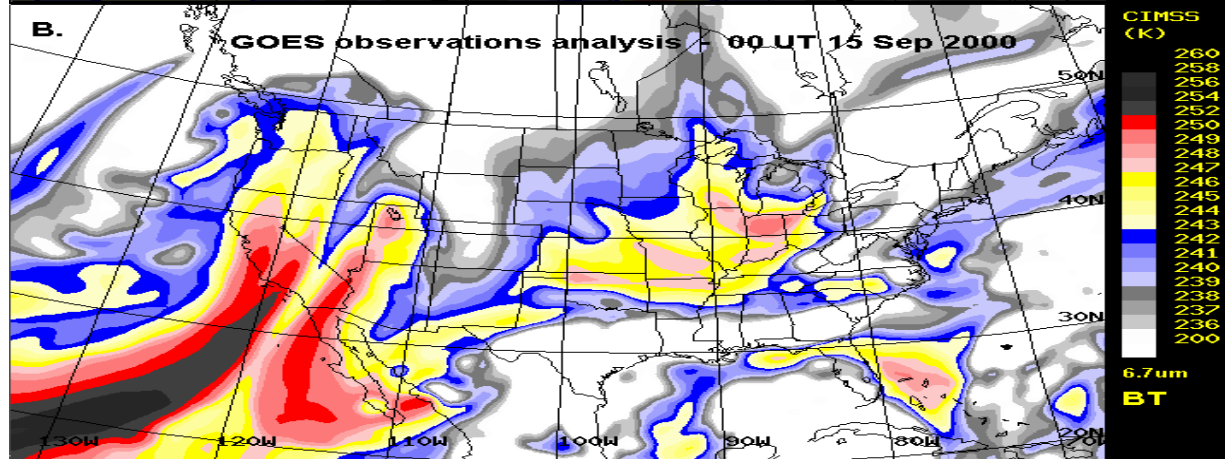 B.
GOES observations analysis - 00 UT 15 Sep 2000
CIMSS
(K)
260
258
256
254
252
250
249
248
247
246
245
244
243
242
241
240
239
238
237
236
200
6.7um
BT
50N
40N
30N
20N
130W
120W
110W
100W
90W
80W
70W